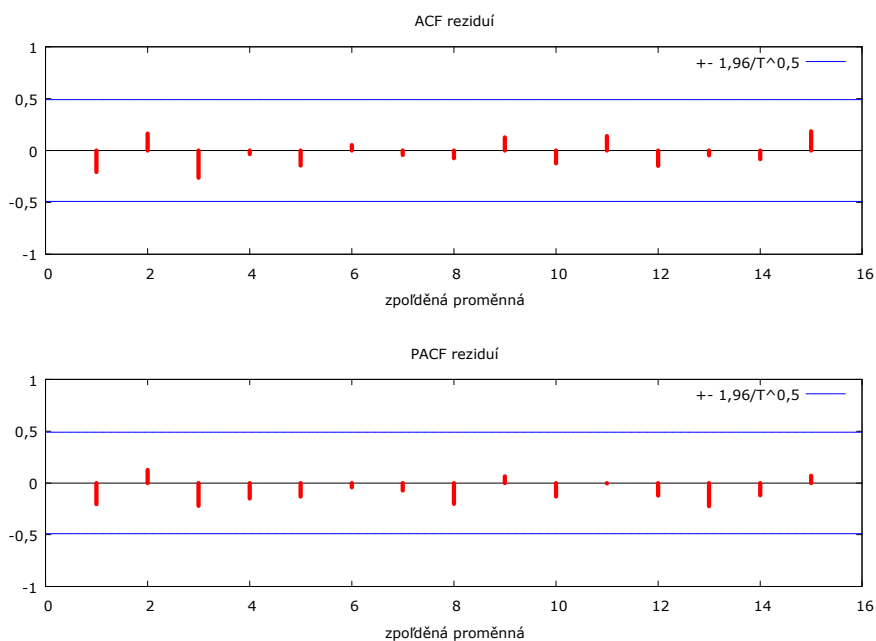 ACF reziduí
1
+- 1,96/T^0,5
0,5
0
-0,5
-1
0 2 4 6 8 10 12 14 16
zpoľděná proměnná
PACF reziduí
1
+- 1,96/T^0,5
0,5
0
-0,5
-1
0 2 4 6 8 10 12 14 16
zpoľděná proměnná